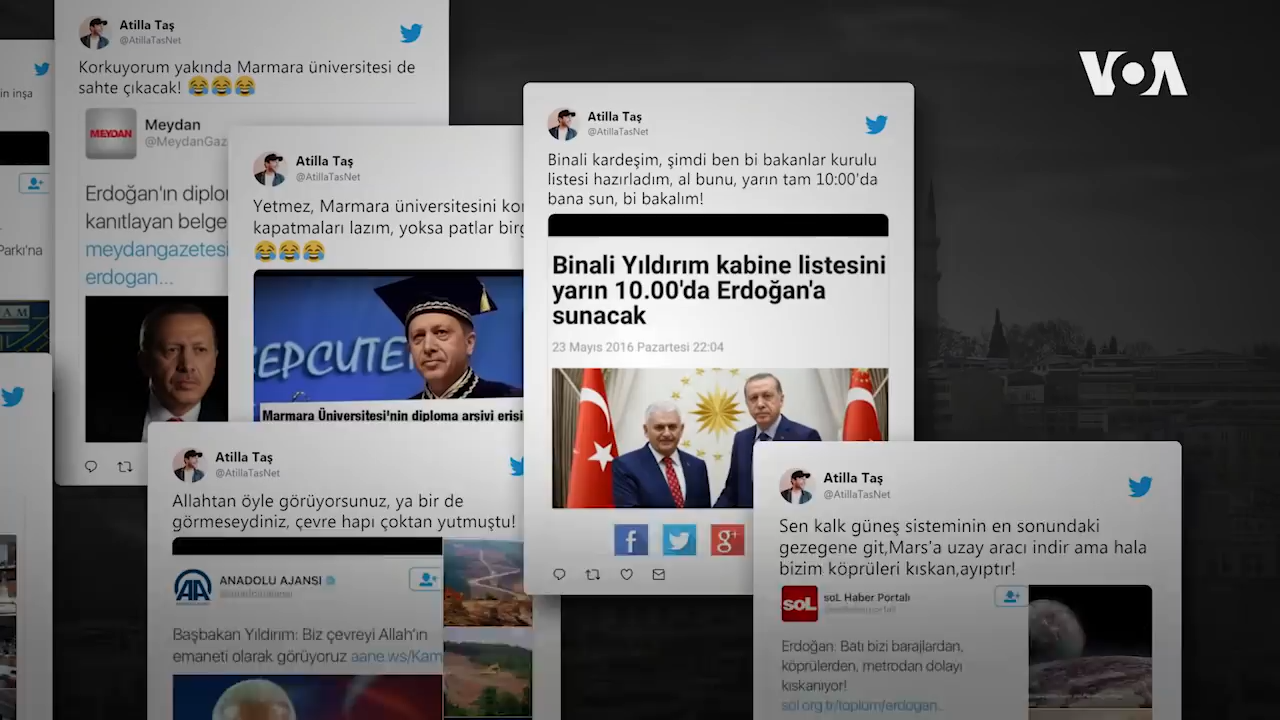 in inşa
Parkı'na
Atilla Taş
@AtillaTasNet
Korkuyorum yakında Marmara üniversitesi de
sahte çıkacak! 😂😂😂
MEYDAN
Meydan
@MeydanGaz
Erdoğan'ın diplo
kanıtlayan belge
meydangazetesi
erdogan...
Atilla Taş
@AtillaTasNet
Yetmez, Marmara üniversitesini ko
kapatmaları lazım, yoksa patlar birg
😂😂😂
ЕРСИТЕ
Marmara Üniversitesi'nin diploma arşivi erişi
Atilla Taş
@AtillaTasNet
Allahtan öyle görüyorsunuz, ya bir de
görmeseydiniz, çevre hapı çoktan yutmuştu!
AA
ANADOLU AJANSI
@anadoluajansi
Başbakan Yıldırım: Biz çevreyi Allah'ın
emaneti olarak görüyoruz aane.ws/Kam
Atilla Taş
@AtillaTasNet
Binali kardeşim, şimdi ben bi bakanlar kurulu
listesi hazırladım, al bunu, yarın tam 10:00'da
bana sun, bi bakalım!
Binali Yıldırım kabine listesini
yarın 10.00'da Erdoğan'a
sunacak
23 Mayıs 2016 Pazartesi 22:04
f
g+
Atilla Taş
@AtillaTasNet
Sen kalk güneş sisteminin en sonundaki
gezegene git,Mars'a uzay aracı indir ama hala
bizim köprüleri kıskan,ayıptır!
soL
soL Haber Portalı
Erdoğan: Batı bizi barajlardan,
köprülerden, metrodan dolayı
kıskanıyor!
sol.org.tr/toplum/erdogan...
VOA